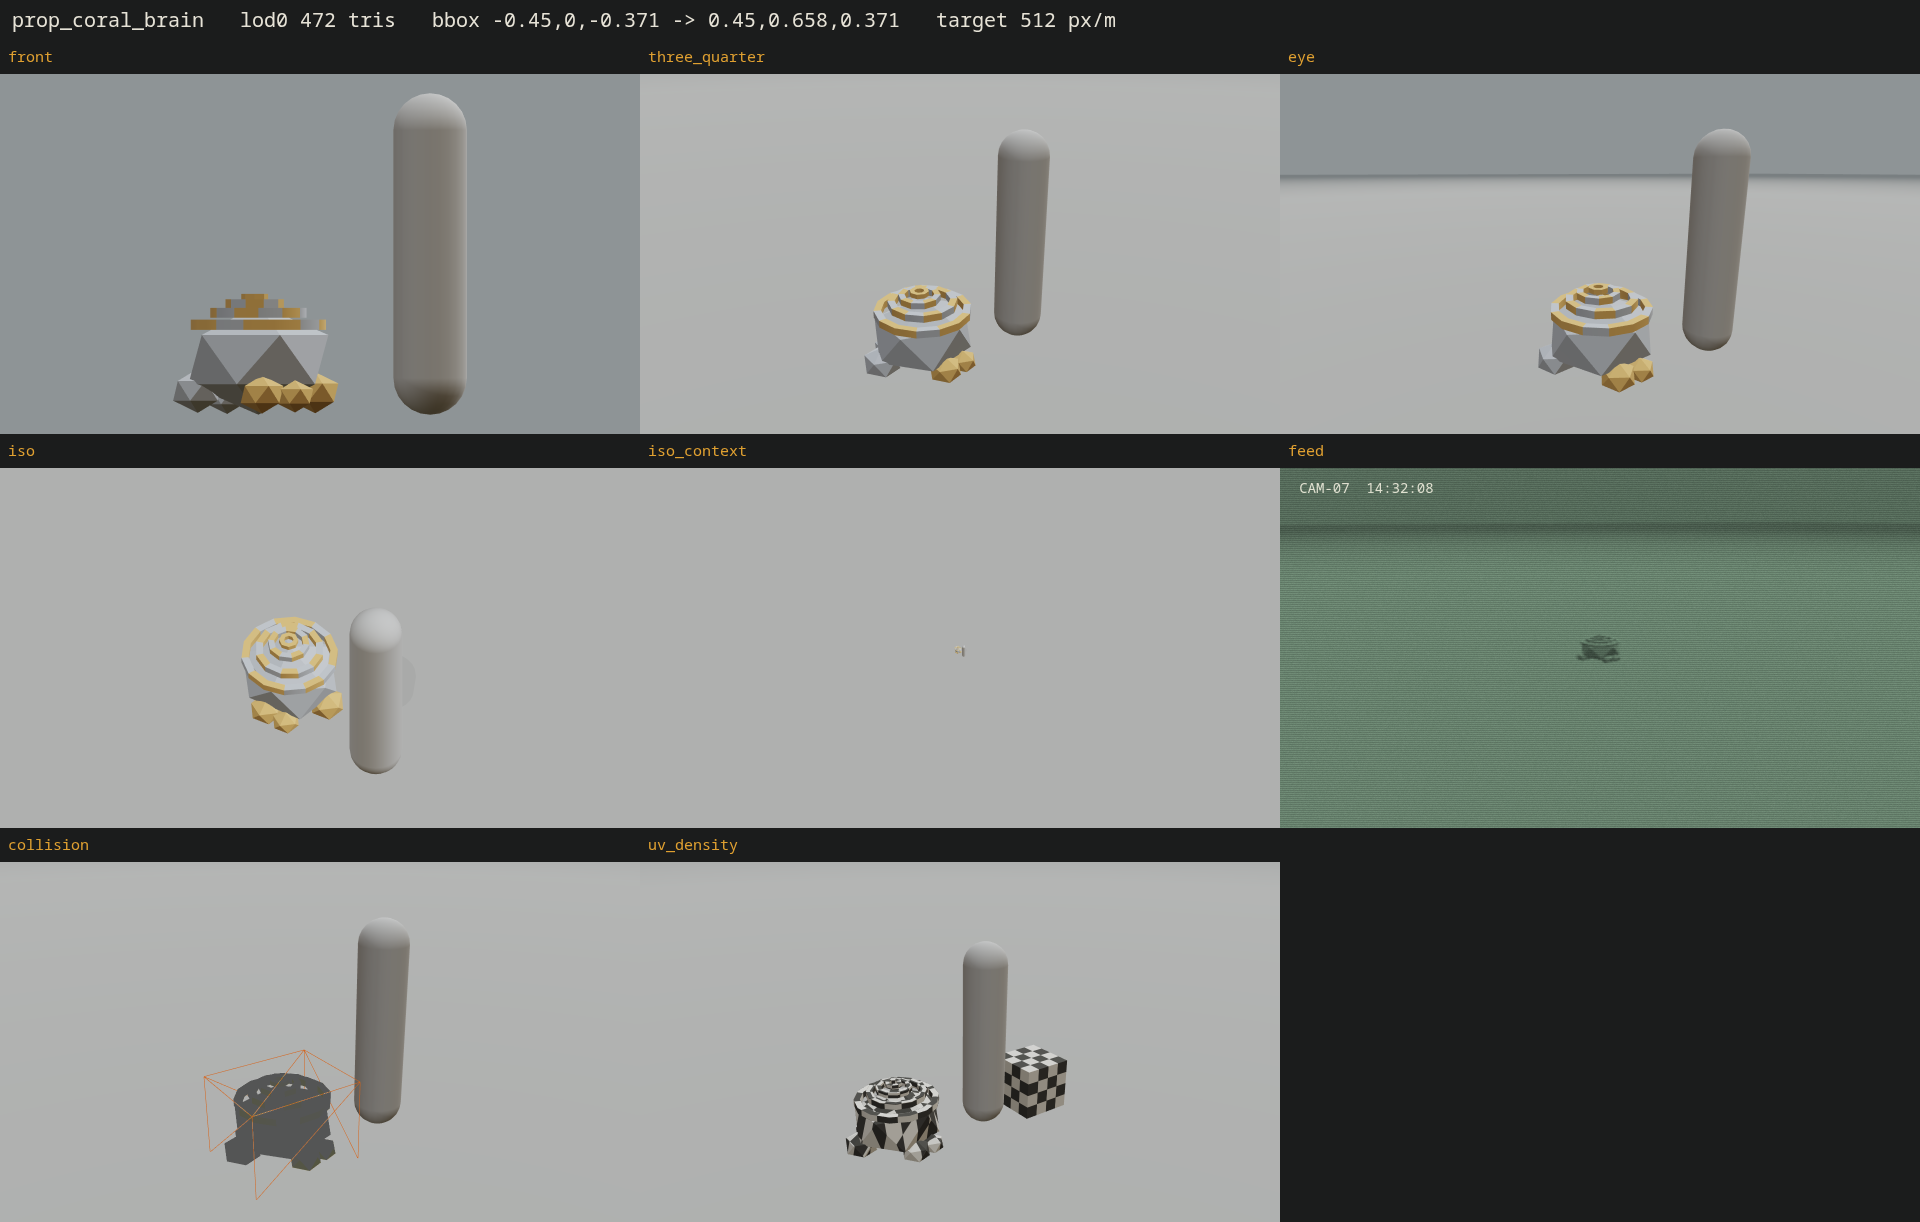 prop_coral_brain lod0 472 tris bbox -0.45,0,-0.371 -> 0.45,0.658,0.371 target 512 px/m
front three_quarter eye
iso iso_context feed
CAM-07 14:32:08
collision uv_density